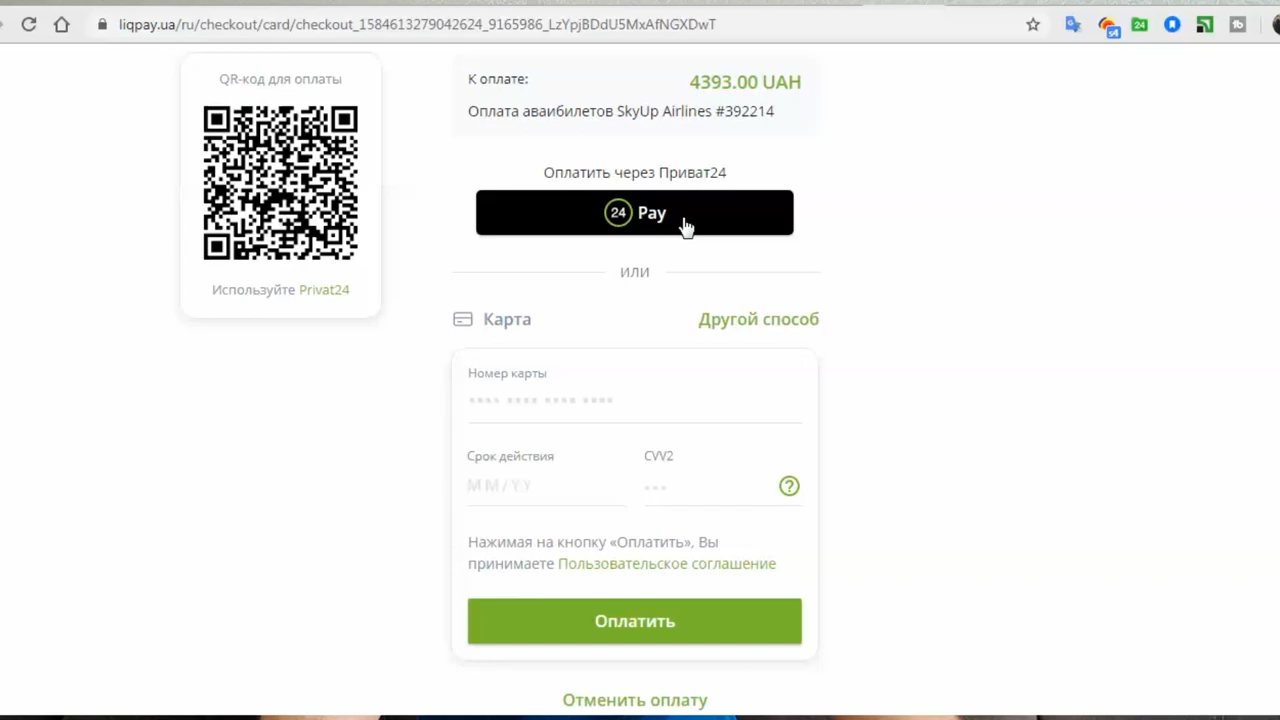 liqpay.ua/ru/checkout/card/checkout_1584613279042624_9165986_LzYpjBDdU5MxAfNGXDwT
QR-код для оплаты
Используйте Privat24
К оплате: 4393.00 UAH
Оплата аваибилетов SkyUp Airlines #392214
Оплатить через Приват24
24 Pay
ИЛИ
Карта Другой способ
Номер карты
Срок действия CVV2
MM/YY
Нажимая на кнопку «Оплатить», Вы
принимаете Пользовательское соглашение
Оплатить
Отменить оплату